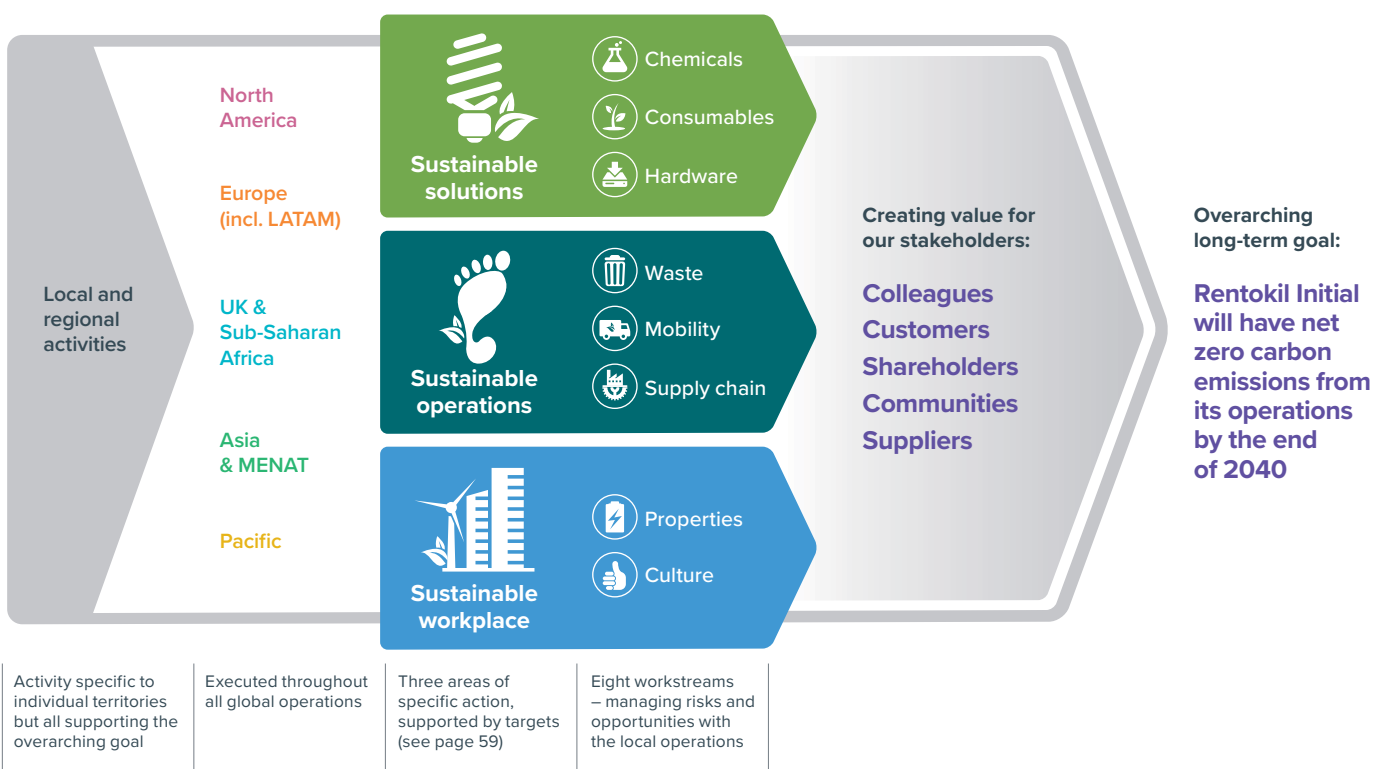 Local and
regional
activities
North
America
Europe
(incl. LATAM)
UK &
Sub-Saharan
Africa
Asia
& MENAT
Pacific
Sustainable
solutions
Chemicals
Consumables
Hardware
Sustainable
operations
Waste
Mobility
Supply chain
Sustainable
workplace
Properties
Culture
Creating value for
our stakeholders:
Colleagues
Customers
Shareholders
Communities
Suppliers
Overarching
long-term goal:
Rentokil Initial
will have net
zero carbon
emissions from
its operations
by the end
of 2040
Activity specific to
individual territories
but all supporting the
overarching goal
Executed throughout
all global operations
Three areas of
specific action,
supported by targets
(see page 59)
Eight workstreams
– managing risks and
opportunities with
the local operations